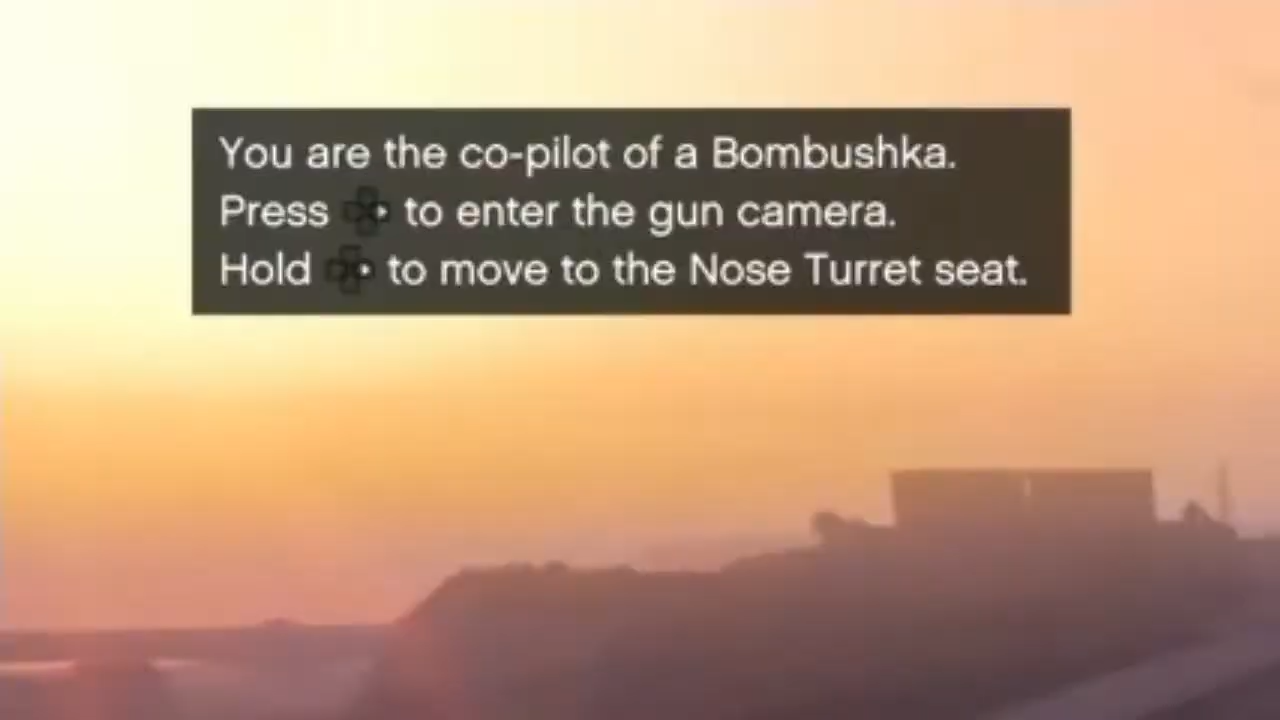 You are the co-pilot of a Bombushka.
Press to enter the gun camera.
Hold to move to the Nose Turret seat.